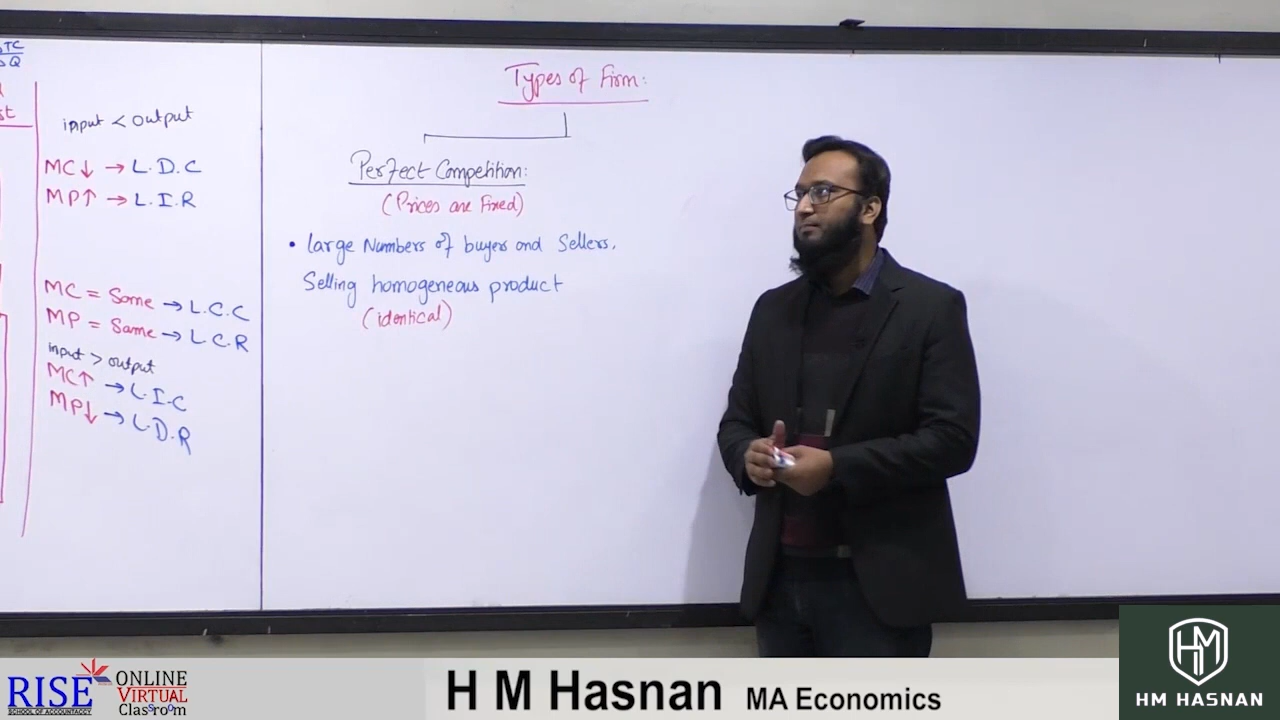 TC
Q
st
input < output
MC↓ → L.D.C
MP↑ → L.I.R
MC = Same → L.C.C
MP = Same → L.C.R
input > output
MC↑ → L.I.C
MP↓ → L.D.R
Types of Firm:
Perfect Competition:
(Prices are Fixed)
• large Numbers of buyers and Sellers.
Selling homogeneous product
(identical)
RISE
SCHOOL OF ACCOUNTANCY
ONLINE
VIRTUAL
Classroom
H M Hasnan MA Economics
HM
HM HASNAN